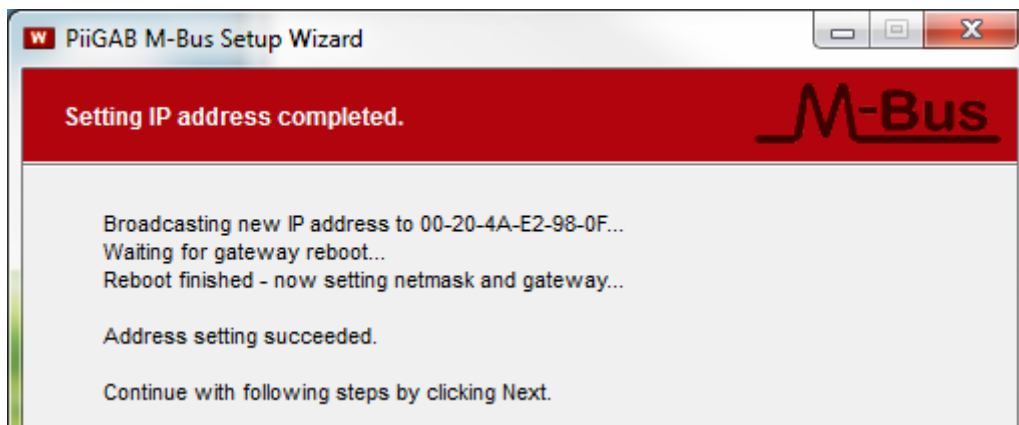 PiiGAB M-Bus Setup Wizard
Setting IP address completed.
M-Bus
Broadcasting new IP address to 00-20-4A-E2-98-0F...
Waiting for gateway reboot...
Reboot finished - now setting netmask and gateway...
Address setting succeeded.
Continue with following steps by clicking Next.